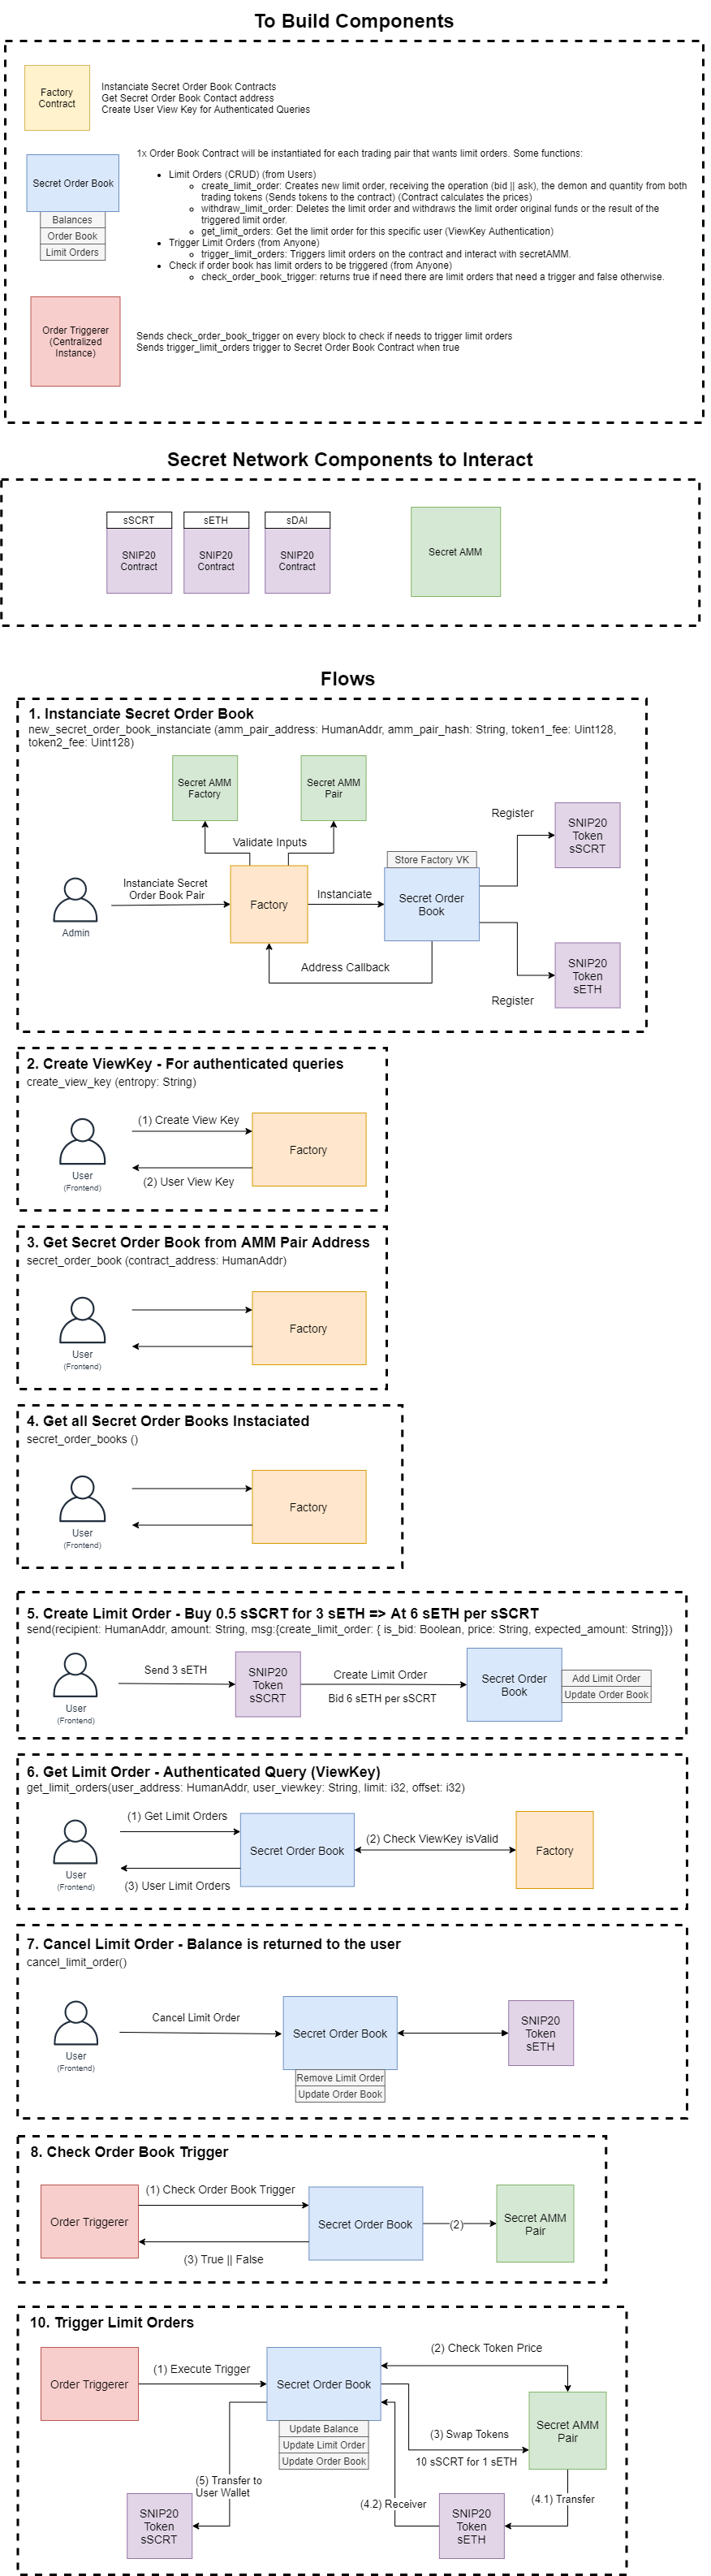 To Build Components
Factory
Contract
Instanciate Secret Order Book Contracts
Get Secret Order Book Contact address
Create User View Key for Authenticated Queries
Secret Order Book
Balances
Order Book
Limit Orders
1x Order Book Contract will be instantiated for each trading pair that wants limit orders. Some functions:
Limit Orders (CRUD) (from Users)
create_limit_order: Creates new limit order, receiving the operation (bid || ask), the demon and quantity from both
trading tokens (Sends tokens to the contract) (Contract calculates the prices)
withdraw_limit_order: Deletes the limit order and withdraws the limit order original funds or the result of the
triggered limit order.
get_limit_orders: Get the limit order for this specific user (ViewKey Authentication)
Trigger Limit Orders (from Anyone)
trigger_limit_orders: Triggers limit orders on the contract and interact with secretAMM.
Check if order book has limit orders to be triggered (from Anyone)
check_order_book_trigger: returns true if need there are limit orders that need a trigger and false otherwise.
Order Triggerer
(Centralized
Instance)
Sends check_order_book_trigger on every block to check if needs to trigger limit orders
Sends trigger_limit_orders trigger to Secret Order Book Contract when true
Secret Network Components to Interact
sSCRT
SNIP20
Contract
sETH
SNIP20
Contract
sDAI
SNIP20
Contract
Secret AMM
Flows
1. Instanciate Secret Order Book
new_secret_order_book_instanciate (amm_pair_address: HumanAddr, amm_pair_hash: String, token1_fee: Uint128,
token2_fee: Uint128)
Secret AMM
Factory
Secret AMM
Pair
Validate Inputs
Register
SNIP20
Token
sSCRT
Store Factory VK
Instanciate Secret
Order Book Pair
Admin
Factory
Instanciate
Secret Order
Book
Address Callback
SNIP20
Token
sETH
Register
2. Create ViewKey - For authenticated queries
create_view_key (entropy: String)
(1) Create View Key
Factory
User
(Frontend)
(2) User View Key
3. Get Secret Order Book from AMM Pair Address
secret_order_book (contract_address: HumanAddr)
Factory
User
(Frontend)
4. Get all Secret Order Books Instaciated
secret_order_books ()
Factory
User
(Frontend)
5. Create Limit Order - Buy 0.5 sSCRT for 3 sETH => At 6 sETH per sSCRT
send(recipient: HumanAddr, amount: String, msg:{create_limit_order: { is_bid: Boolean, price: String, expected_amount: String}})
Send 3 sETH
SNIP20
Token
sSCRT
Create Limit Order
Bid 6 sETH per sSCRT
Secret Order
Book
Add Limit Order
Update Order Book
User
(Frontend)
6. Get Limit Order - Authenticated Query (ViewKey)
get_limit_orders(user_address: HumanAddr, user_viewkey: String, limit: i32, offset: i32)
(1) Get Limit Orders
Secret Order Book
(2) Check ViewKey isValid
Factory
User
(Frontend)
(3) User Limit Orders
7. Cancel Limit Order - Balance is returned to the user
cancel_limit_order()
Cancel Limit Order
Secret Order Book
SNIP20
Token
sETH
User
(Frontend)
Remove Limit Order
Update Order Book
8. Check Order Book Trigger
(1) Check Order Book Trigger
Order Triggerer
Secret Order Book
(2)
Secret AMM
Pair
(3) True || False
10. Trigger Limit Orders
(2) Check Token Price
(1) Execute Trigger
Order Triggerer
Secret Order Book
Update Balance
Update Limit Order
Update Order Book
(3) Swap Tokens
10 sSCRT for 1 sETH
Secret AMM
Pair
(5) Transfer to
User Wallet
(4.2) Receiver
(4.1) Transfer
SNIP20
Token
sSCRT
SNIP20
Token
sETH